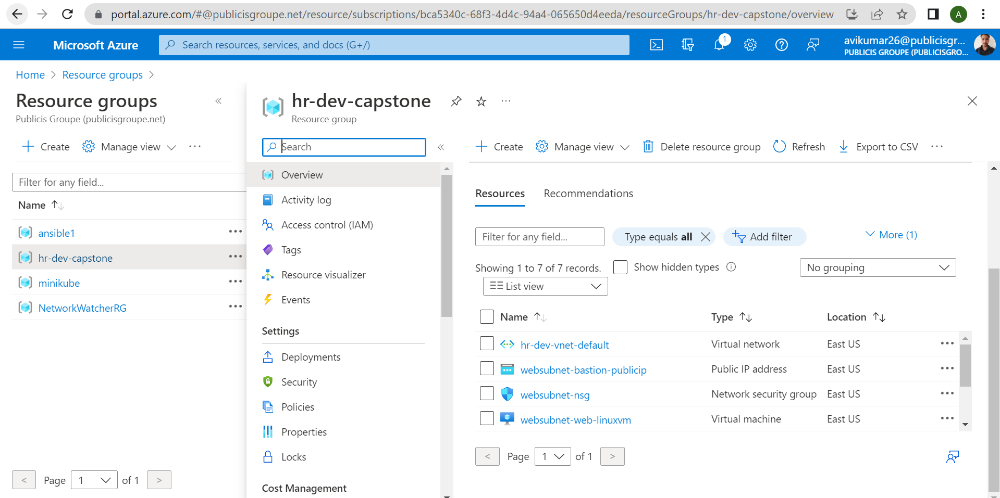 portal.azure.com/#@publicisgroupe.net/resource/subscriptions/bca5340c-68f3-4d4c-94a4-065650d4eeda/resourceGroups/hr-dev-capstone/overview
A
Microsoft Azure
Search resources, services, and docs (G+/)
1
avikumar26@publicisgr...
PUBLICIS GROUPE (PUBLICISGRO...
Home > Resource groups >
Resource groups
Publicis Groupe (publicisgroupe.net)
Create
Manage view
Filter for any field...
Name
ansible1
hr-dev-capstone
minikube
NetworkWatcherRG
< Page 1 of 1 >
hr-dev-capstone
Resource group
Search
Overview
Activity log
Access control (IAM)
Tags
Resource visualizer
Events
Settings
Deployments
Security
Policies
Properties
Locks
Cost Management
Create
Manage view
Delete resource group
Refresh
Export to CSV
Resources Recommendations
Filter for any field...
Type equals all
Add filter
More (1)
Showing 1 to 7 of 7 records.
Show hidden types
No grouping
List view
Name Type Location
hr-dev-vnet-default Virtual network East US
websubnet-bastion-publicip Public IP address East US
websubnet-nsg Network security group East US
websubnet-web-linuxvm Virtual machine East US
< Page 1 of 1 >